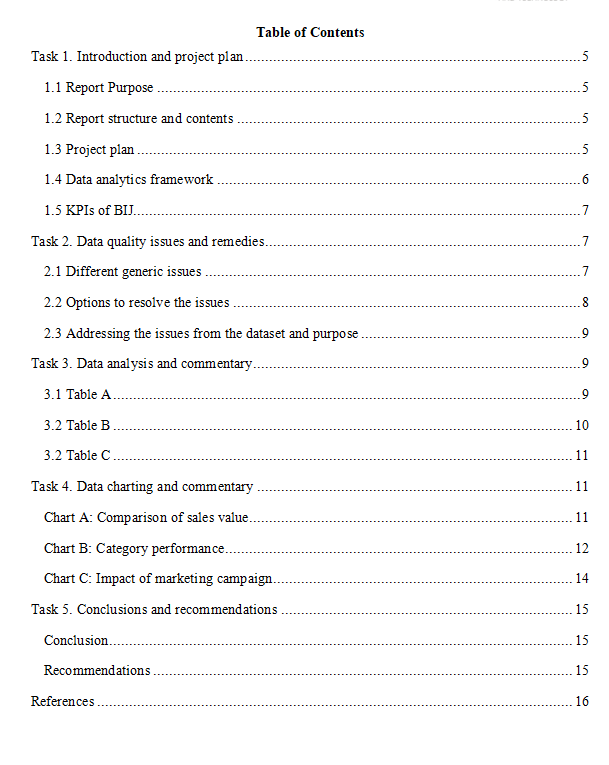 Table of Contents
Task 1. Introduction and project plan 5
1.1 Report Purpose 5
1.2 Report structure and contents 5
1.3 Project plan 5
1.4 Data analytics framework 6
1.5 KPIs of BIJ 7
Task 2. Data quality issues and remedies 7
2.1 Different generic issues 7
2.2 Options to resolve the issues 8
2.3 Addressing the issues from the dataset and purpose 9
Task 3. Data analysis and commentary 9
3.1 Table A 9
3.2 Table B 10
3.2 Table C 11
Task 4. Data charting and commentary 11
Chart A: Comparison of sales value 11
Chart B: Category performance 12
Chart C: Impact of marketing campaign 14
Task 5. Conclusions and recommendations 15
Conclusion 15
Recommendations 15
References 16